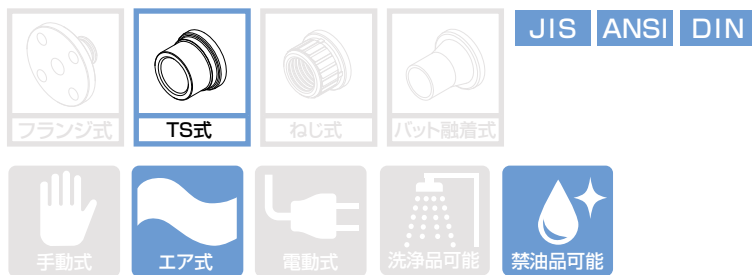 JIS ANSI DIN
フランジ式 TS式 ねじ式 バット融着式
手動式 エア式 電動式 洗浄品可能 禁油品可能